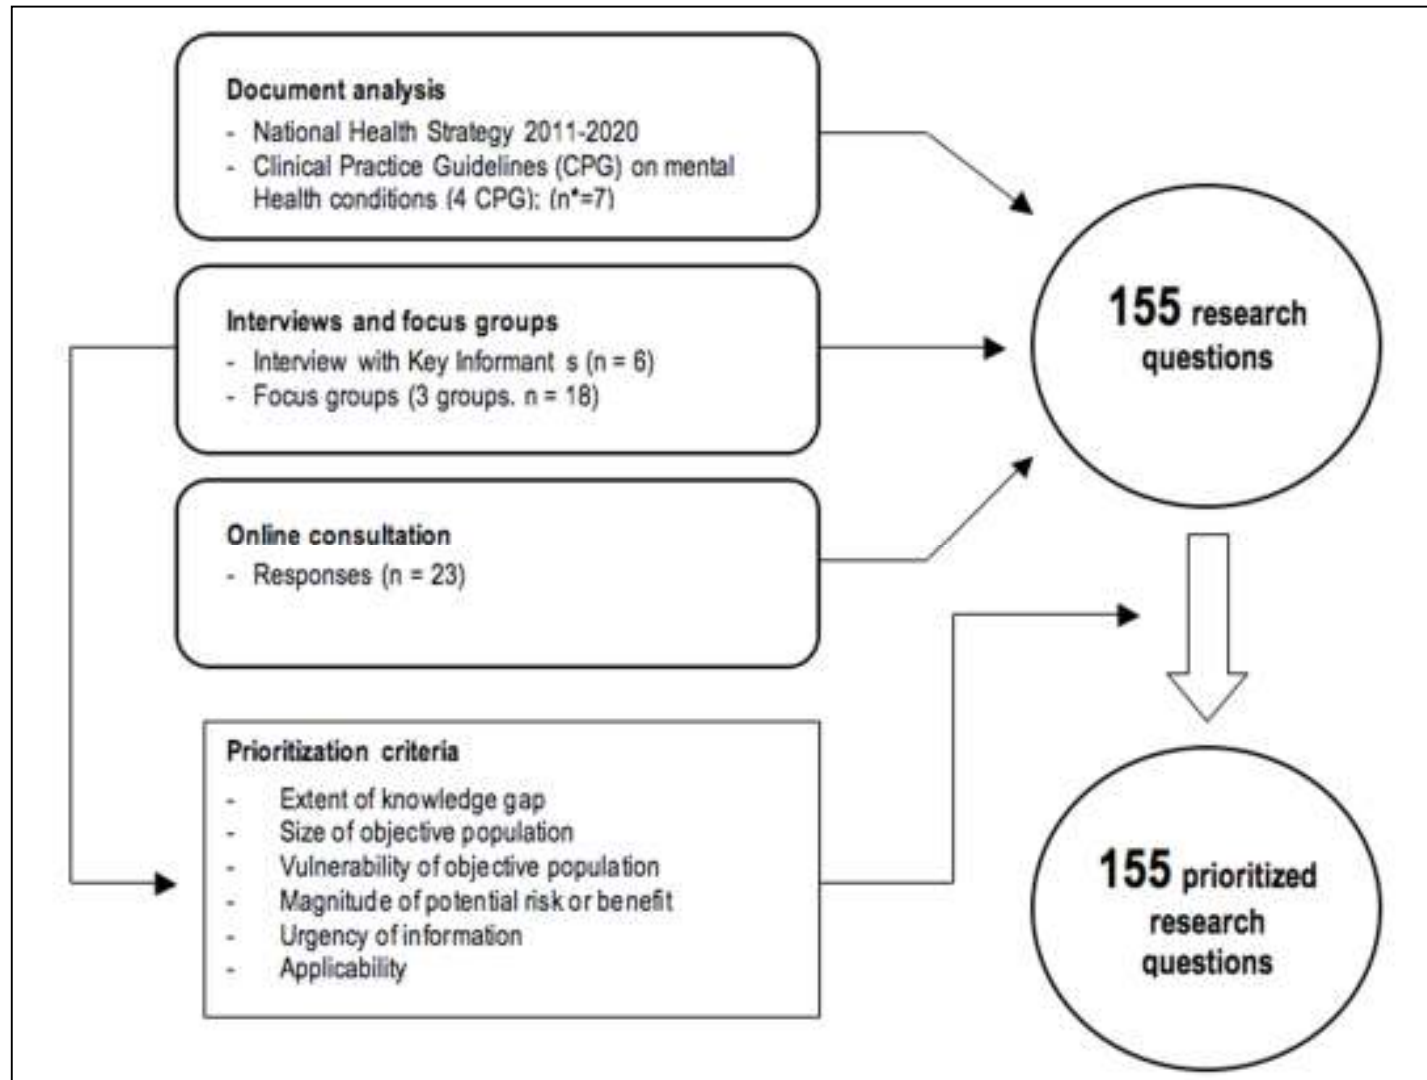 Document analysis
- National Health Strategy 2011-2020
- Clinical Practice Guidelines (CPG) on mental
Health conditions (4 CPG): (n*=7)
Interviews and focus groups
- Interview with Key Informant s (n = 6)
- Focus groups (3 groups. n = 18)
Online consultation
- Responses (n = 23)
Prioritization criteria
- Extent of knowledge gap
- Size of objective population
- Vulnerability of objective population
- Magnitude of potential risk or benefit
- Urgency of information
- Applicability
155 research
questions
155 prioritized
research
questions